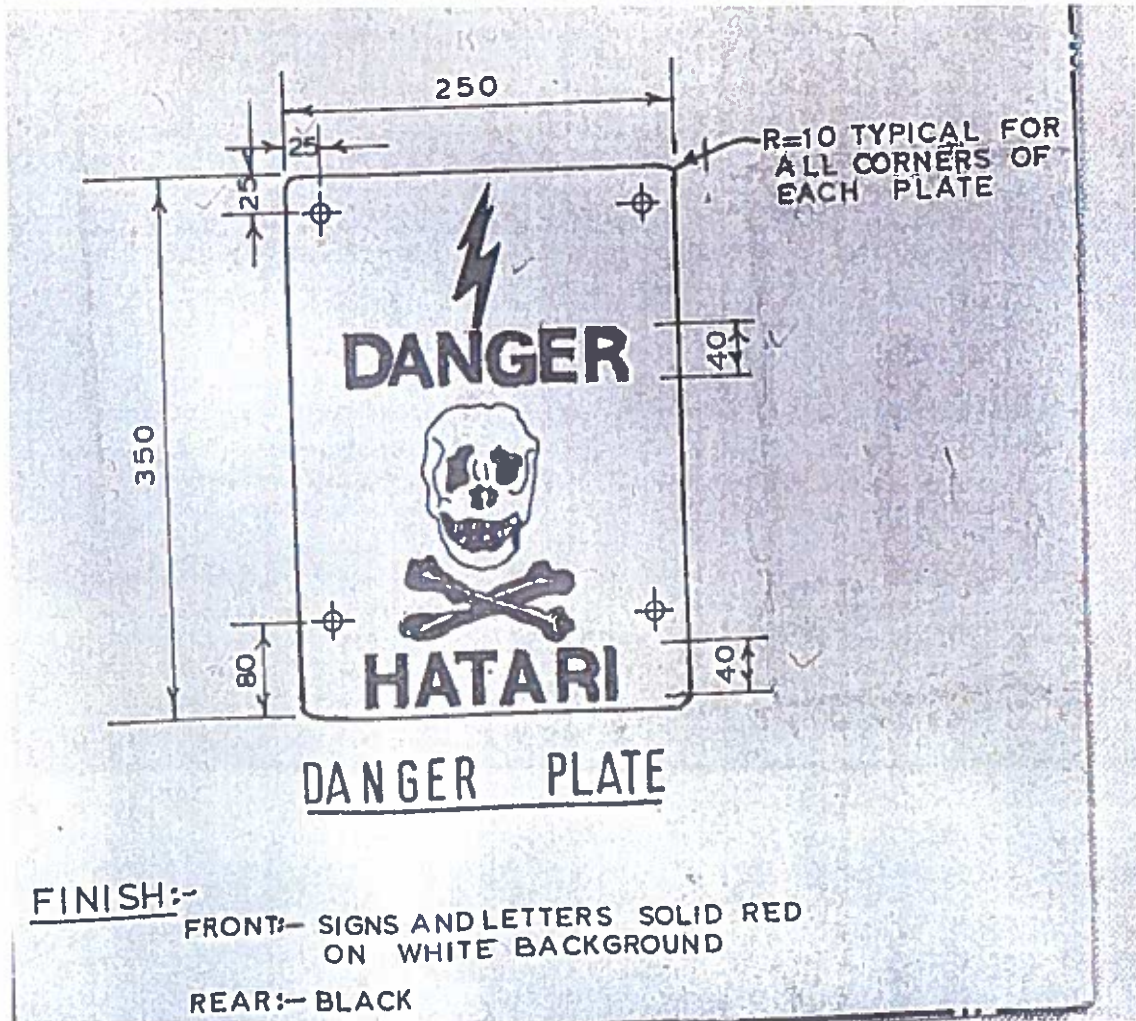 250
25
R=10 TYPICAL FOR
ALL CORNERS OF
EACH PLATE
25
DANGER
40
350
80
HATARI
40
DANGER PLATE
FINISH:-
FRONT:- SIGNS AND LETTERS SOLID RED
ON WHITE BACKGROUND
REAR:- BLACK